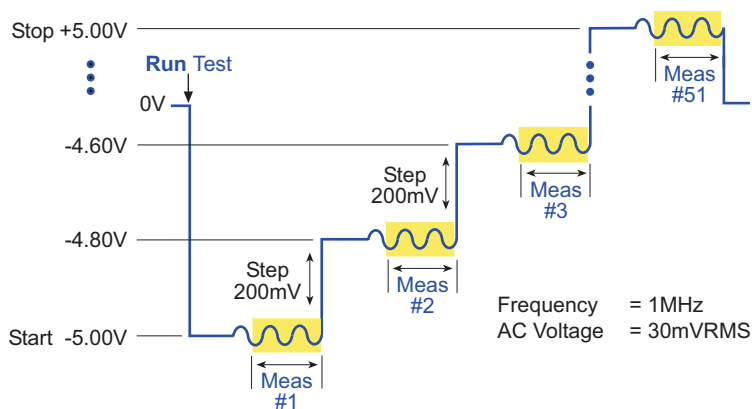 Stop +5.00V
Run Test
0V
Meas
#51
-4.60V
Step
200mV
Meas
#3
-4.80V
Step
200mV
Meas
#2
Frequency = 1MHz
AC Voltage = 30mVRMS
Start -5.00V
Meas
#1